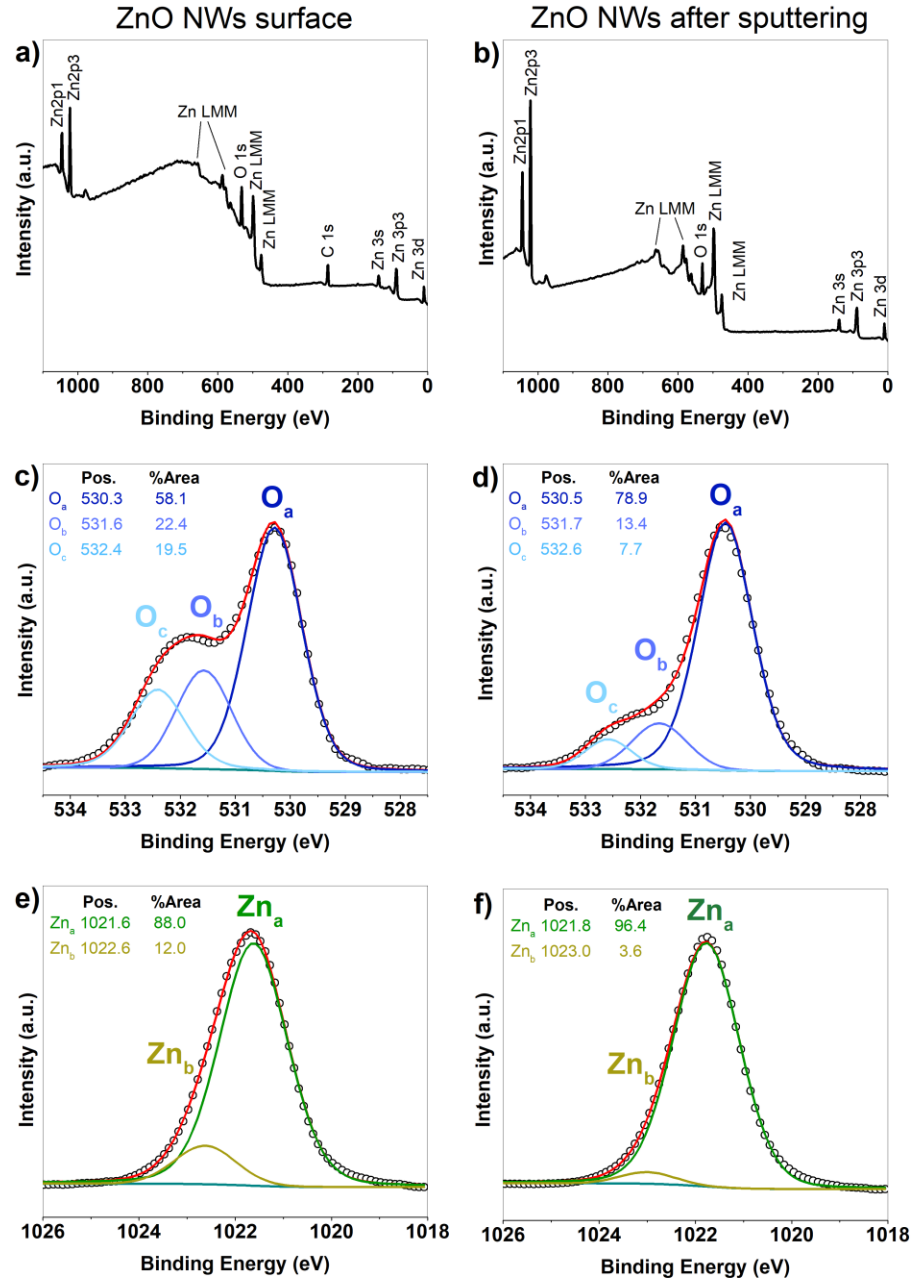 ZnO NWs surface
ZnO NWs after sputtering
a)
Zn2p1
Zn2p3
Zn LMM
O 1s
Zn LMM
Zn LMM
C 1s
Zn 3s
Zn 3p3
Zn 3d
Intensity (a.u.)
1000 800 600 400 200 0
Binding Energy (eV)
b)
Zn2p1
Zn2p3
Zn LMM
O 1s
Zn LMM
Zn LMM
Zn 3s
Zn 3p3
Zn 3d
Intensity (a.u.)
1000 800 600 400 200 0
Binding Energy (eV)
c)
Pos. %Area
Oa 530.3 58.1
Ob 531.6 22.4
Oc 532.4 19.5
Oa
Ob
Oc
Intensity (a.u.)
534 533 532 531 530 529 528
Binding Energy (eV)
d)
Pos. %Area
Oa 530.5 78.9
Ob 531.7 13.4
Oc 532.6 7.7
Oa
Ob
Oc
Intensity (a.u.)
534 533 532 531 530 529 528
Binding Energy (eV)
e)
Pos. %Area
Zna 1021.6 88.0
Znb 1022.6 12.0
Zna
Znb
Intensity (a.u.)
1026 1024 1022 1020 1018
Binding Energy (eV)
f)
Pos. %Area
Zna 1021.8 96.4
Znb 1023.0 3.6
Zna
Znb
Intensity (a.u.)
1026 1024 1022 1020 1018
Binding Energy (eV)